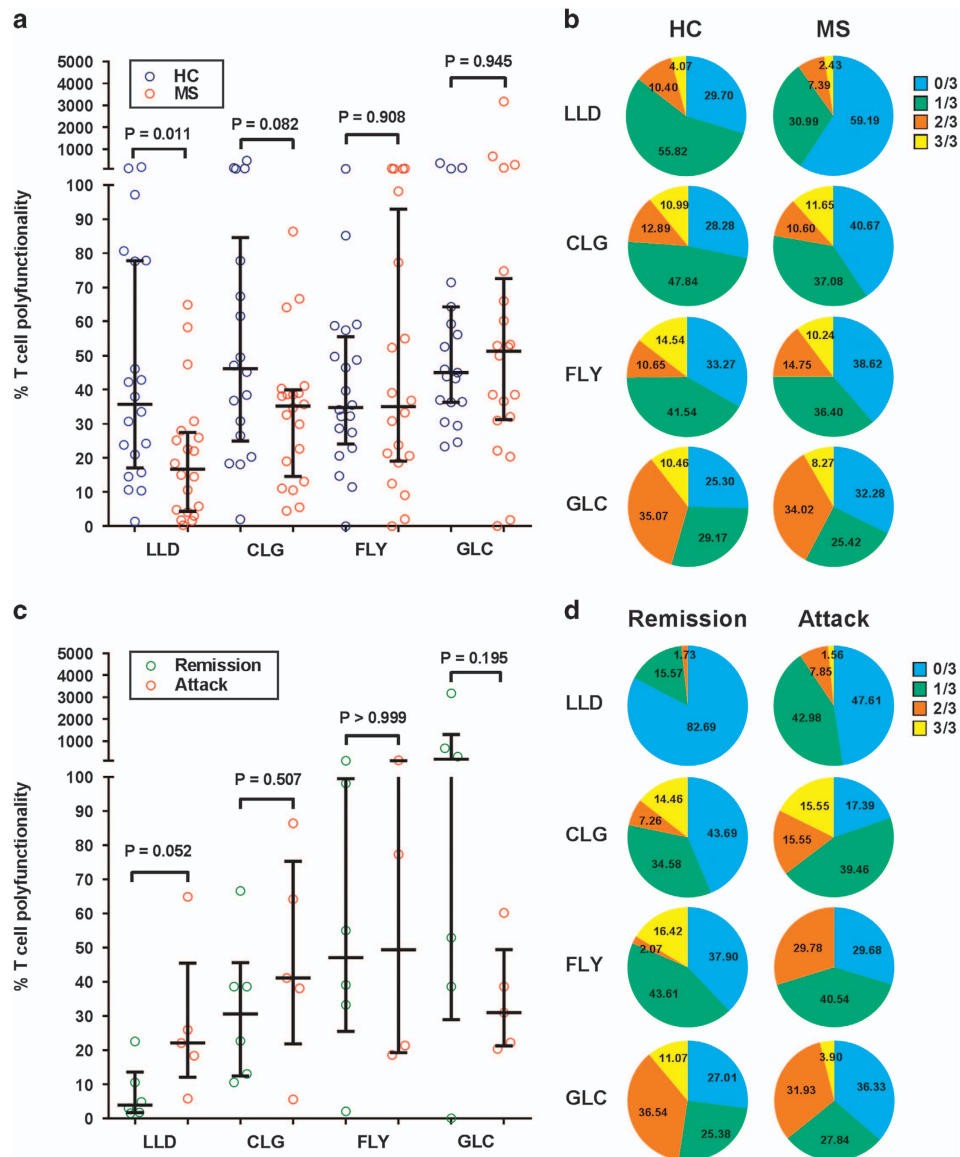 a
b
HC
MS
5000
4000
3000
2000
1000
100
90
80
70
60
50
40
30
20
10
0
% T cell polyfunctionality
HC
MS
P = 0.011
P = 0.082
P = 0.908
P = 0.945
LLD
CLG
FLY
GLC
LLD
4.07
10.40
29.70
55.82
2.43
7.39
30.99
59.19
0/3
1/3
2/3
3/3
CLG
10.99
12.89
28.28
47.84
11.65
10.60
40.67
37.08
FLY
14.54
10.65
33.27
41.54
10.24
14.75
38.62
36.40
GLC
10.46
35.07
25.30
29.17
8.27
34.02
32.28
25.42
c
d
Remission
Attack
5000
4000
3000
2000
1000
100
90
80
70
60
50
40
30
20
10
0
% T cell polyfunctionality
Remission
Attack
P = 0.052
P = 0.507
P > 0.999
P = 0.195
LLD
CLG
FLY
GLC
LLD
1.73
15.57
82.69
1.56
7.85
42.98
47.61
0/3
1/3
2/3
3/3
CLG
14.46
7.26
43.69
34.58
15.55
15.55
17.39
39.46
FLY
16.42
2.07
37.90
43.61
29.78
29.68
40.54
GLC
11.07
36.54
27.01
25.38
3.90
31.93
36.33
27.84